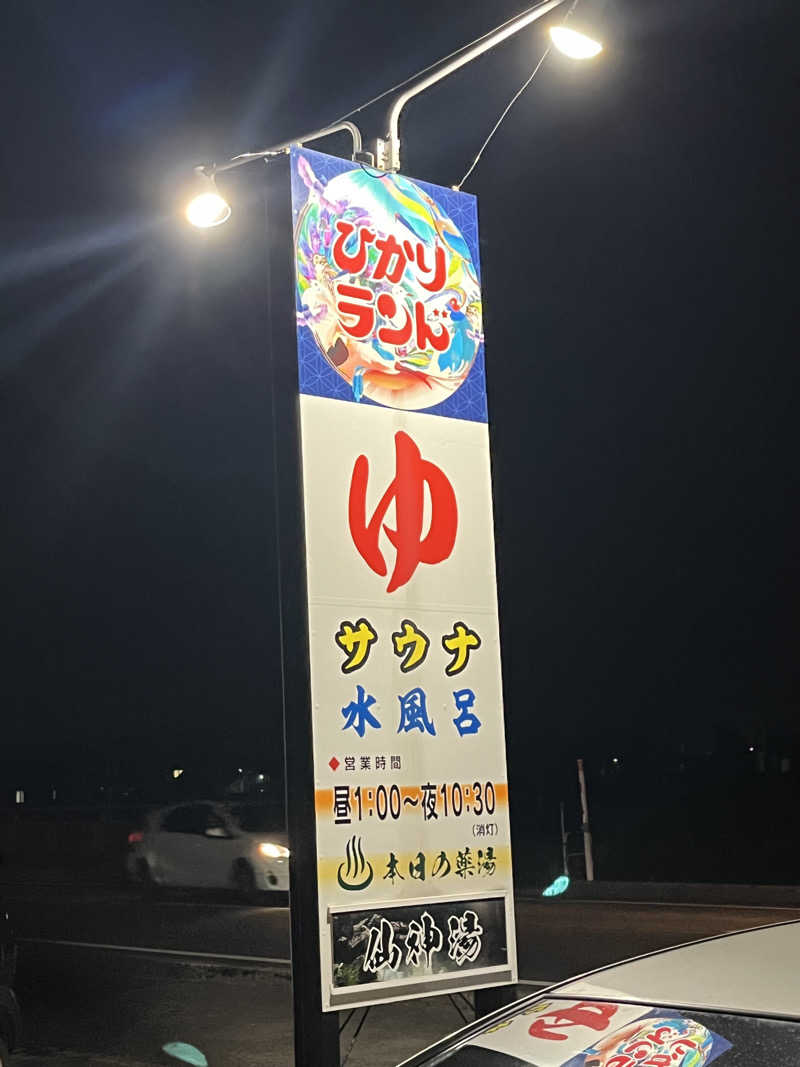 ひかり
ランド
ゆ
サウナ
水風呂
◆営業時間
昼1:00〜夜10:30
(消灯)
本日の薬湯
仙神湯